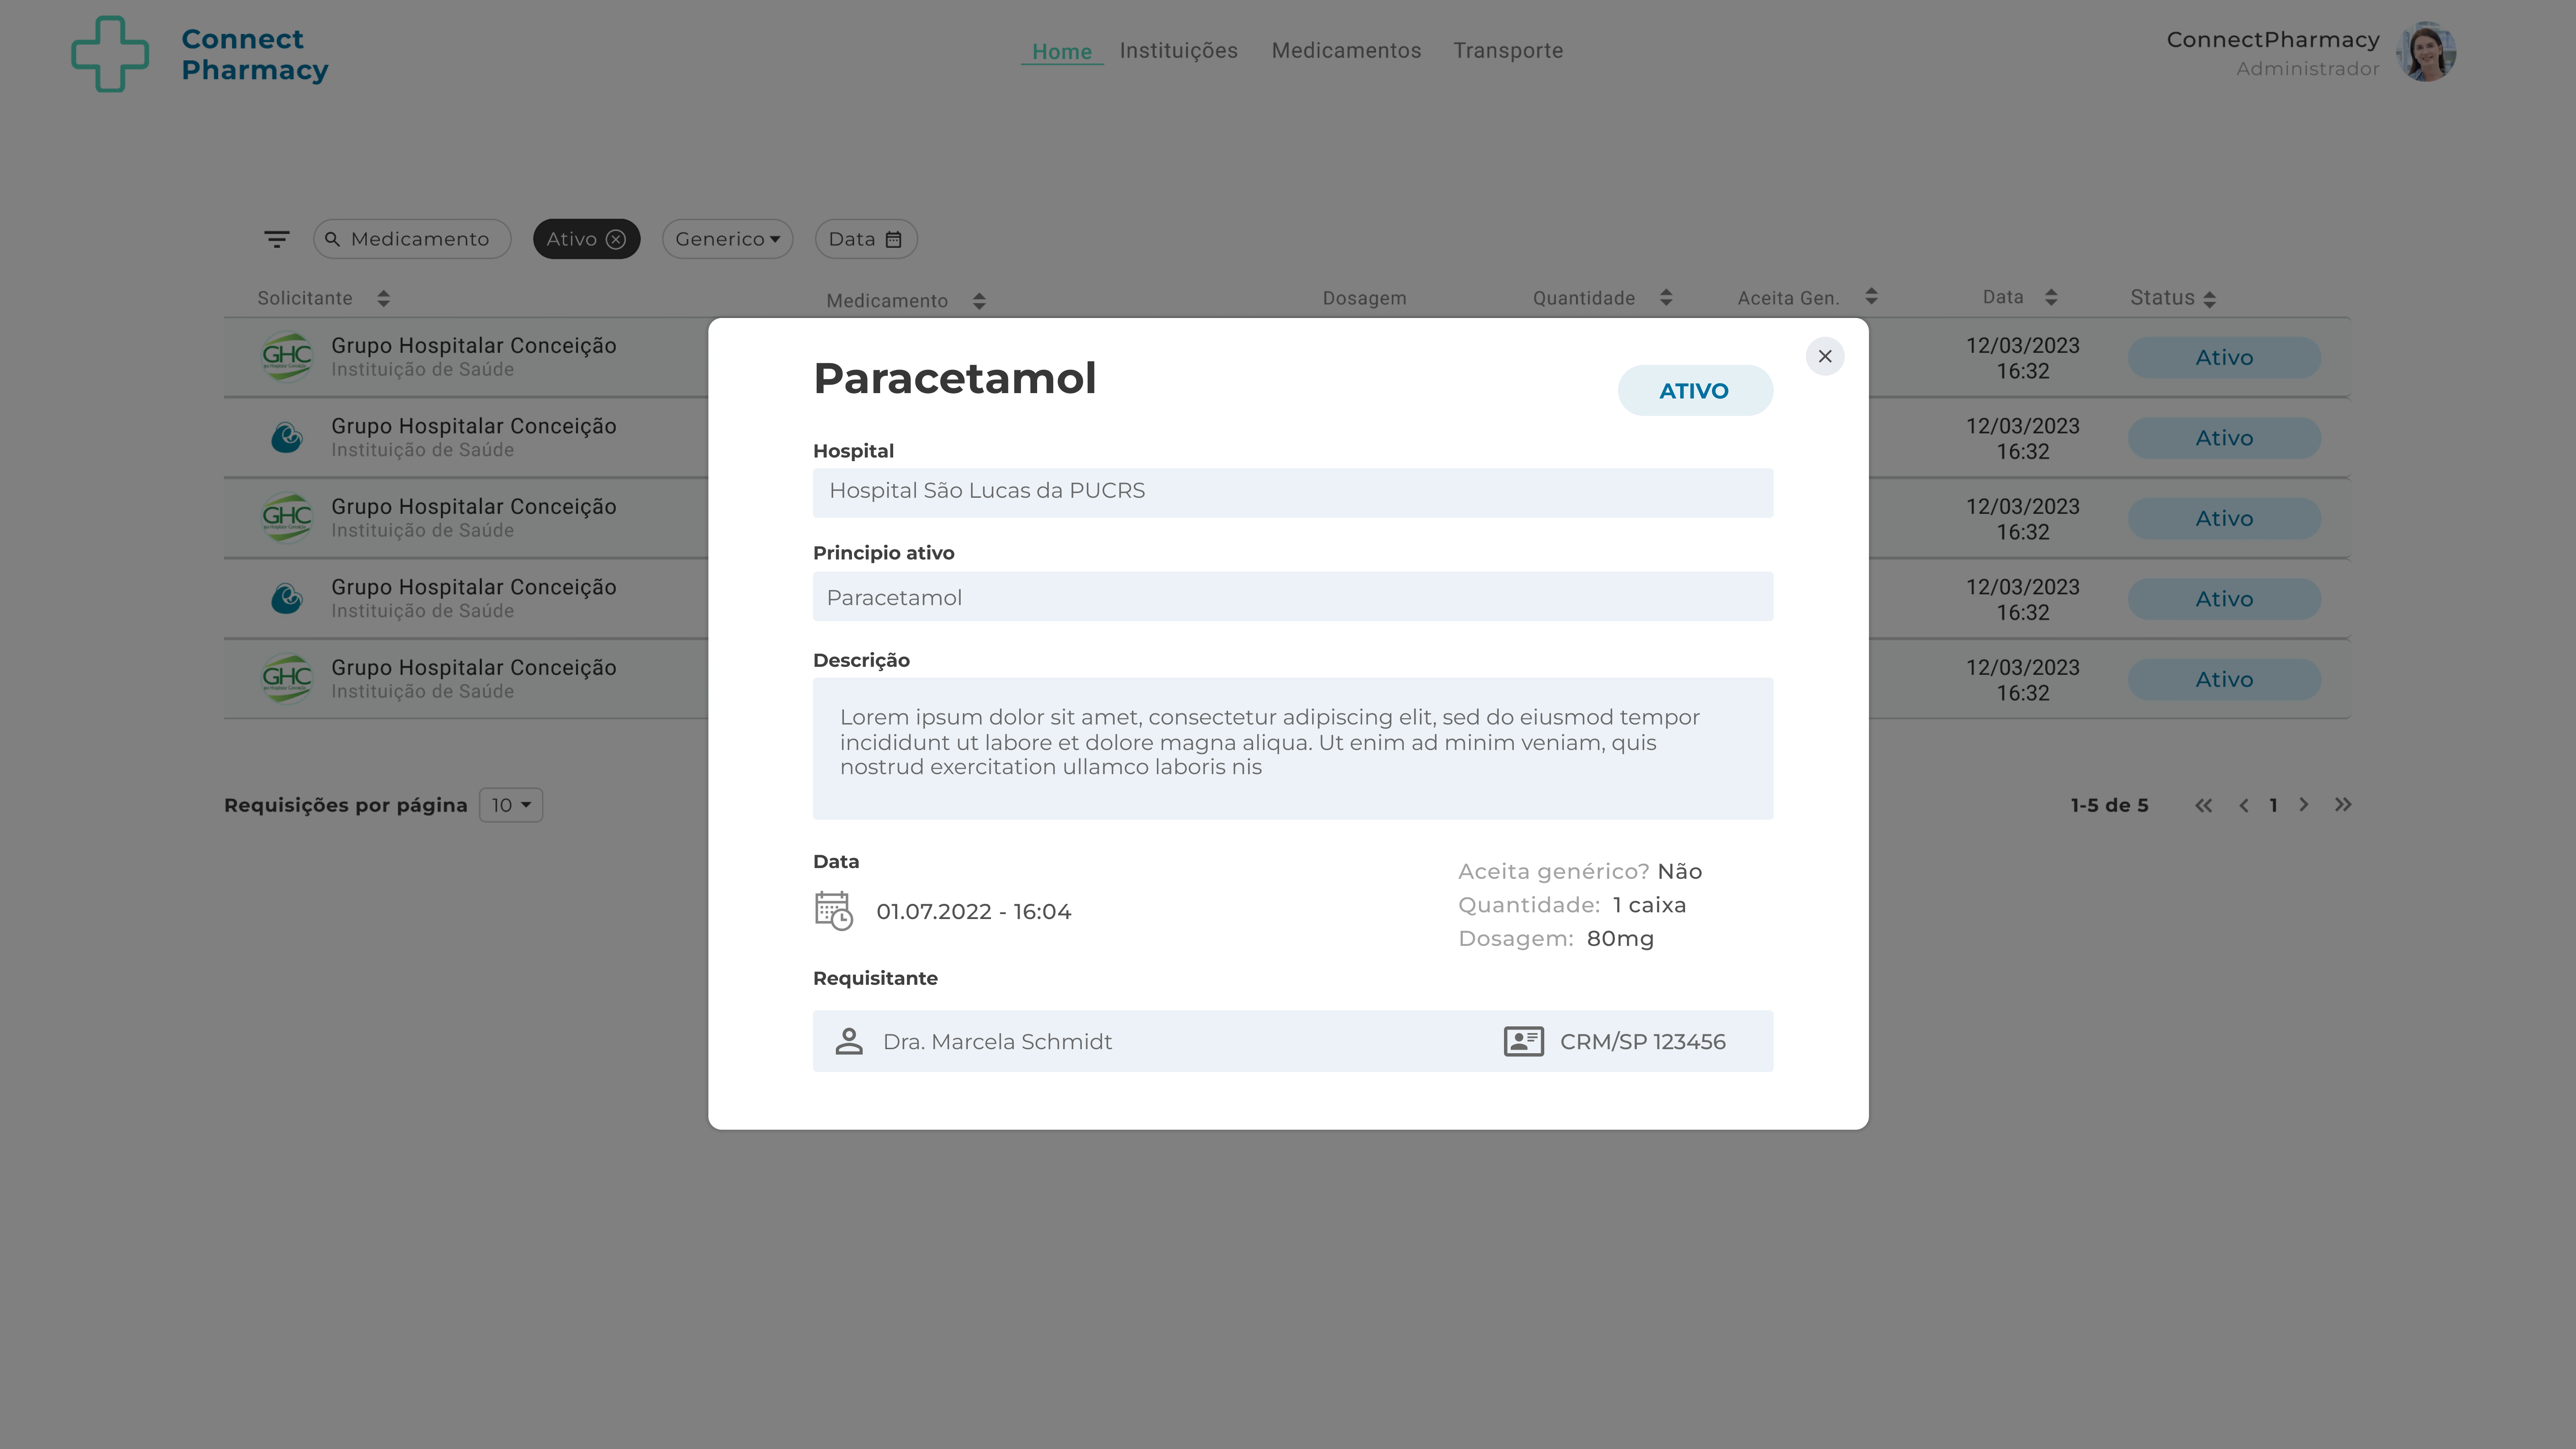 Connect
Pharmacy
Home Instituições Medicamentos Transporte
ConnectPharmacy
Administrador
Medicamento Ativo Generico Data
Solicitante Medicamento Dosagem Quantidade Aceita Gen. Data Status
GHC
Grupo Hospitalar Conceição
Instituição de Saúde
12/03/2023
16:32
Ativo
Grupo Hospitalar Conceição
Instituição de Saúde
12/03/2023
16:32
Ativo
GHC
Grupo Hospitalar Conceição
Instituição de Saúde
12/03/2023
16:32
Ativo
Grupo Hospitalar Conceição
Instituição de Saúde
12/03/2023
16:32
Ativo
GHC
Grupo Hospitalar Conceição
Instituição de Saúde
12/03/2023
16:32
Ativo
Requisições por página 10
1-5 de 5 1
Paracetamol
ATIVO
Hospital
Hospital São Lucas da PUCRS
Principio ativo
Paracetamol
Descrição
Lorem ipsum dolor sit amet, consectetur adipiscing elit, sed do eiusmod tempor
incididunt ut labore et dolore magna aliqua. Ut enim ad minim veniam, quis
nostrud exercitation ullamco laboris nis
Data
01.07.2022 - 16:04
Aceita genérico? Não
Quantidade: 1 caixa
Dosagem: 80mg
Requisitante
Dra. Marcela Schmidt
CRM/SP 123456